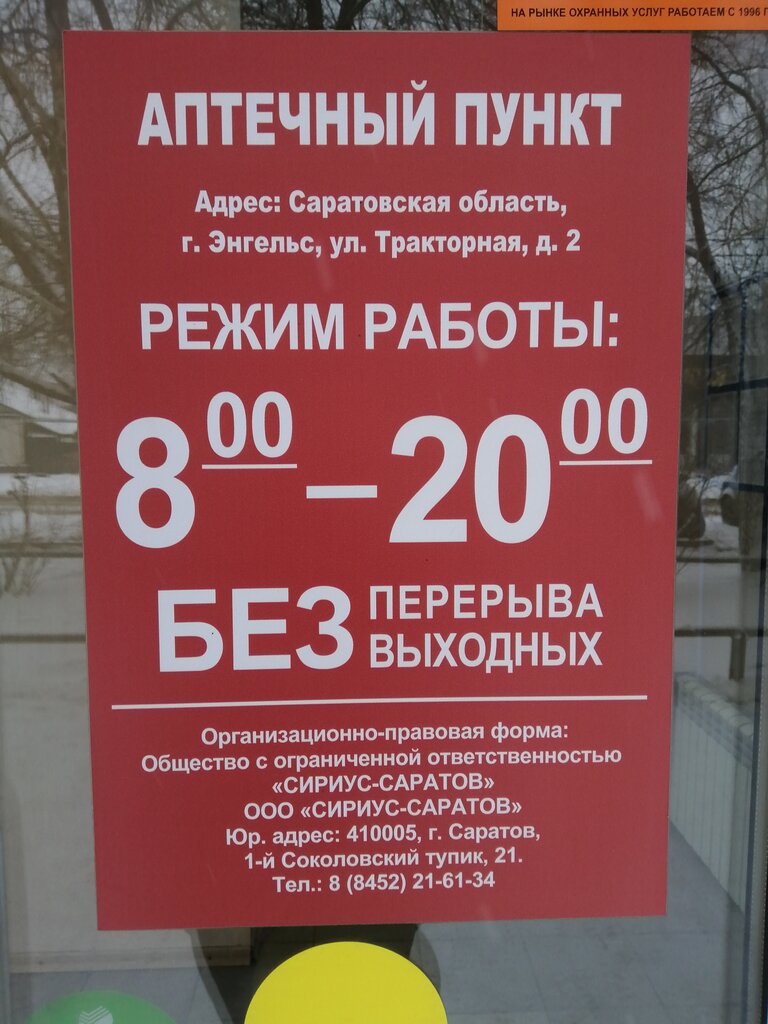 НА РЫНКЕ ОХРАННЫХ УСЛУГ РАБОТАЕМ С 1996 Г
АПТЕЧНЫЙ ПУНКТ
Адрес: Саратовская область,
г. Энгельс, ул. Тракторная, д. 2
РЕЖИМ РАБОТЫ:
8 00 – 20 00
БЕЗ ПЕРЕРЫВА
ВЫХОДНЫХ
Организационно-правовая форма:
Общество с ограниченной ответственностью
«СИРИУС-САРАТОВ»
ООО «СИРИУС-САРАТОВ»
Юр. адрес: 410005, г. Саратов,
1-й Соколовский тупик, 21.
Тел.: 8 (8452) 21-61-34